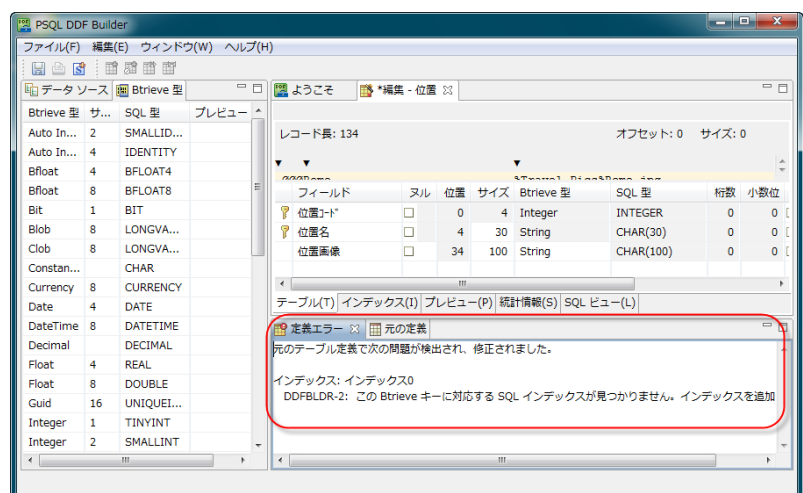 PSQL DDF Builder
ファイル(F) 編集(E) ウィンドウ(W) ヘルプ(H)
データ ソース Btrieve 型
Btrieve 型 サ... SQL 型 プレビュー
Auto In... 2 SMALLID...
Auto In... 4 IDENTITY
Bfloat 4 BFLOAT4
Bfloat 8 BFLOAT8
Bit 1 BIT
Blob 8 LONGVA...
Clob 8 LONGVA...
Constan... CHAR
Currency 8 CURRENCY
Date 4 DATE
DateTime 8 DATETIME
Decimal DECIMAL
Float 4 REAL
Float 8 DOUBLE
Guid 16 UNIQUEI...
Integer 1 TINYINT
Integer 2 SMALLINT
ようこそ *編集 - 位置
レコード長: 134 オフセット: 0 サイズ: 0
フィールド ヌル 位置 サイズ Btrieve 型 SQL 型 桁数 小数位
位置ｺｰﾄﾞ 0 4 Integer INTEGER 0 0
位置名 4 30 String CHAR(30) 0 0
位置画像 34 100 String CHAR(100) 0 0
テーブル(T) インデックス(I) プレビュー(P) 統計情報(S) SQL ビュー(L)
定義エラー 元の定義
元のテーブル定義で次の問題が検出され、修正されました。
インデックス: インデックス0
DDFBLDR-2: この Btrieve キーに対応する SQL インデックスが見つかりません。インデックスを追加